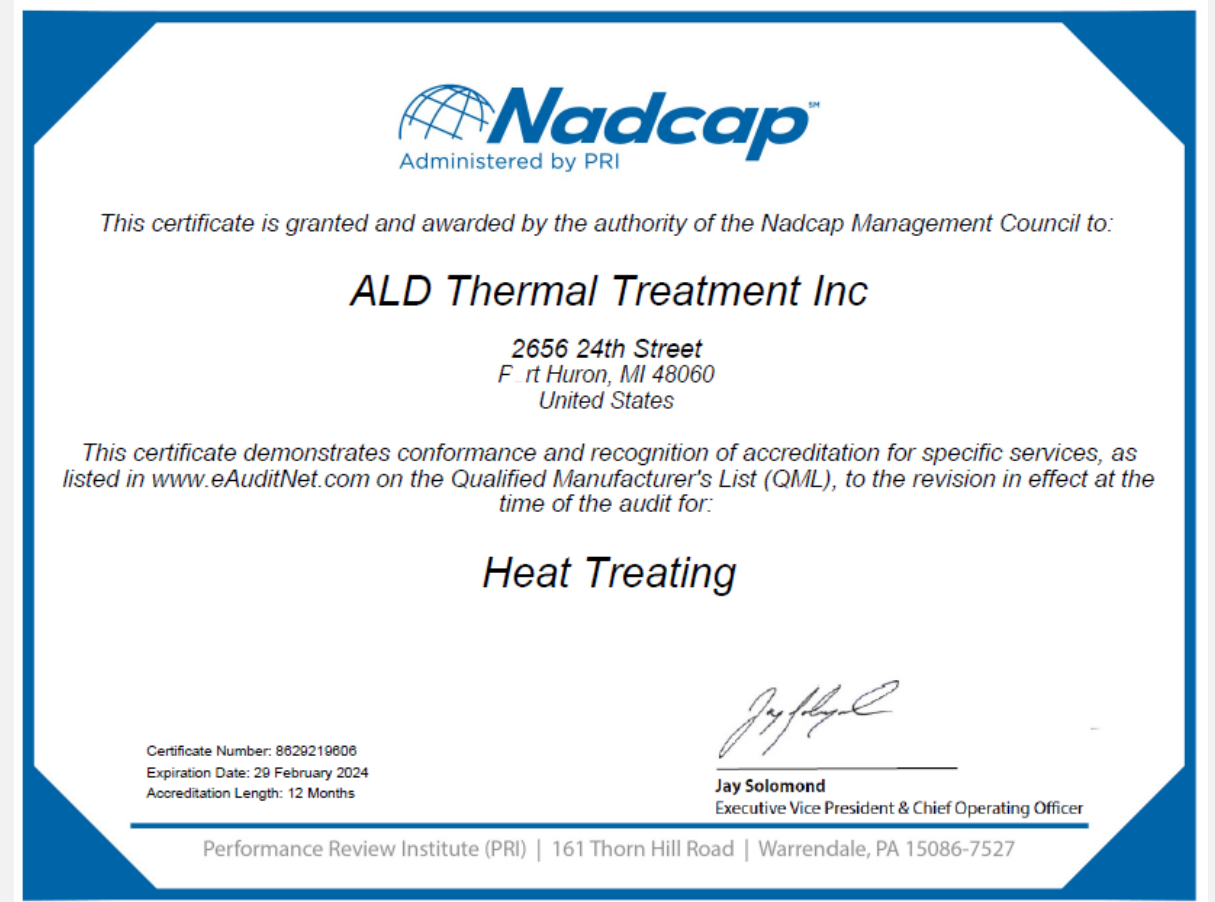 Nadcap℠
Administered by PRI
This certificate is granted and awarded by the authority of the Nadcap Management Council to:
ALD Thermal Treatment Inc
2656 24th Street
F rt Huron, MI 48060
United States
This certificate demonstrates conformance and recognition of accreditation for specific services, as
listed in www.eAuditNet.com on the Qualified Manufacturer's List (QML), to the revision in effect at the
time of the audit for:
Heat Treating
Certificate Number: 8629219606
Expiration Date: 29 February 2024
Accreditation Length: 12 Months
Jay Solomond
Executive Vice President & Chief Operating Officer
Performance Review Institute (PRI) | 161 Thorn Hill Road | Warrendale, PA 15086-7527